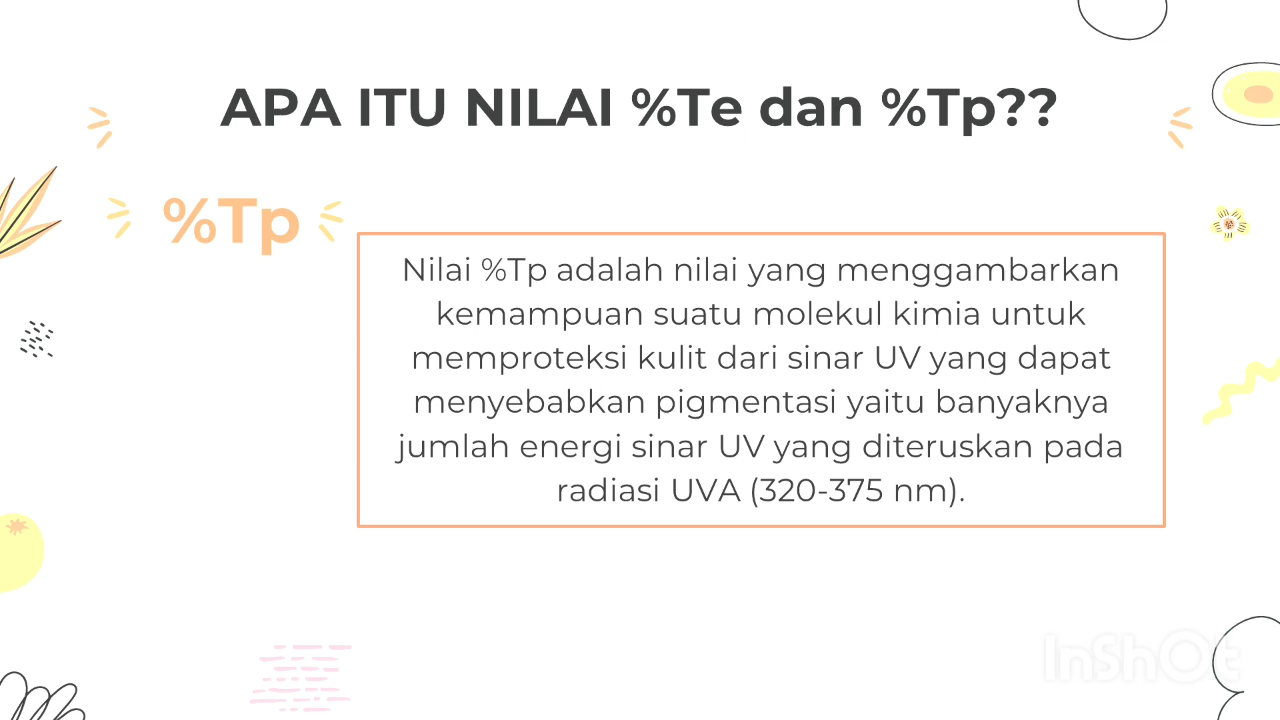 APA ITU NILAI %Te dan %Tp??
%Tp
Nilai %Tp adalah nilai yang menggambarkan
kemampuan suatu molekul kimia untuk
memproteksi kulit dari sinar UV yang dapat
menyebabkan pigmentasi yaitu banyaknya
jumlah energi sinar UV yang diteruskan pada
radiasi UVA (320-375 nm).
InShOt